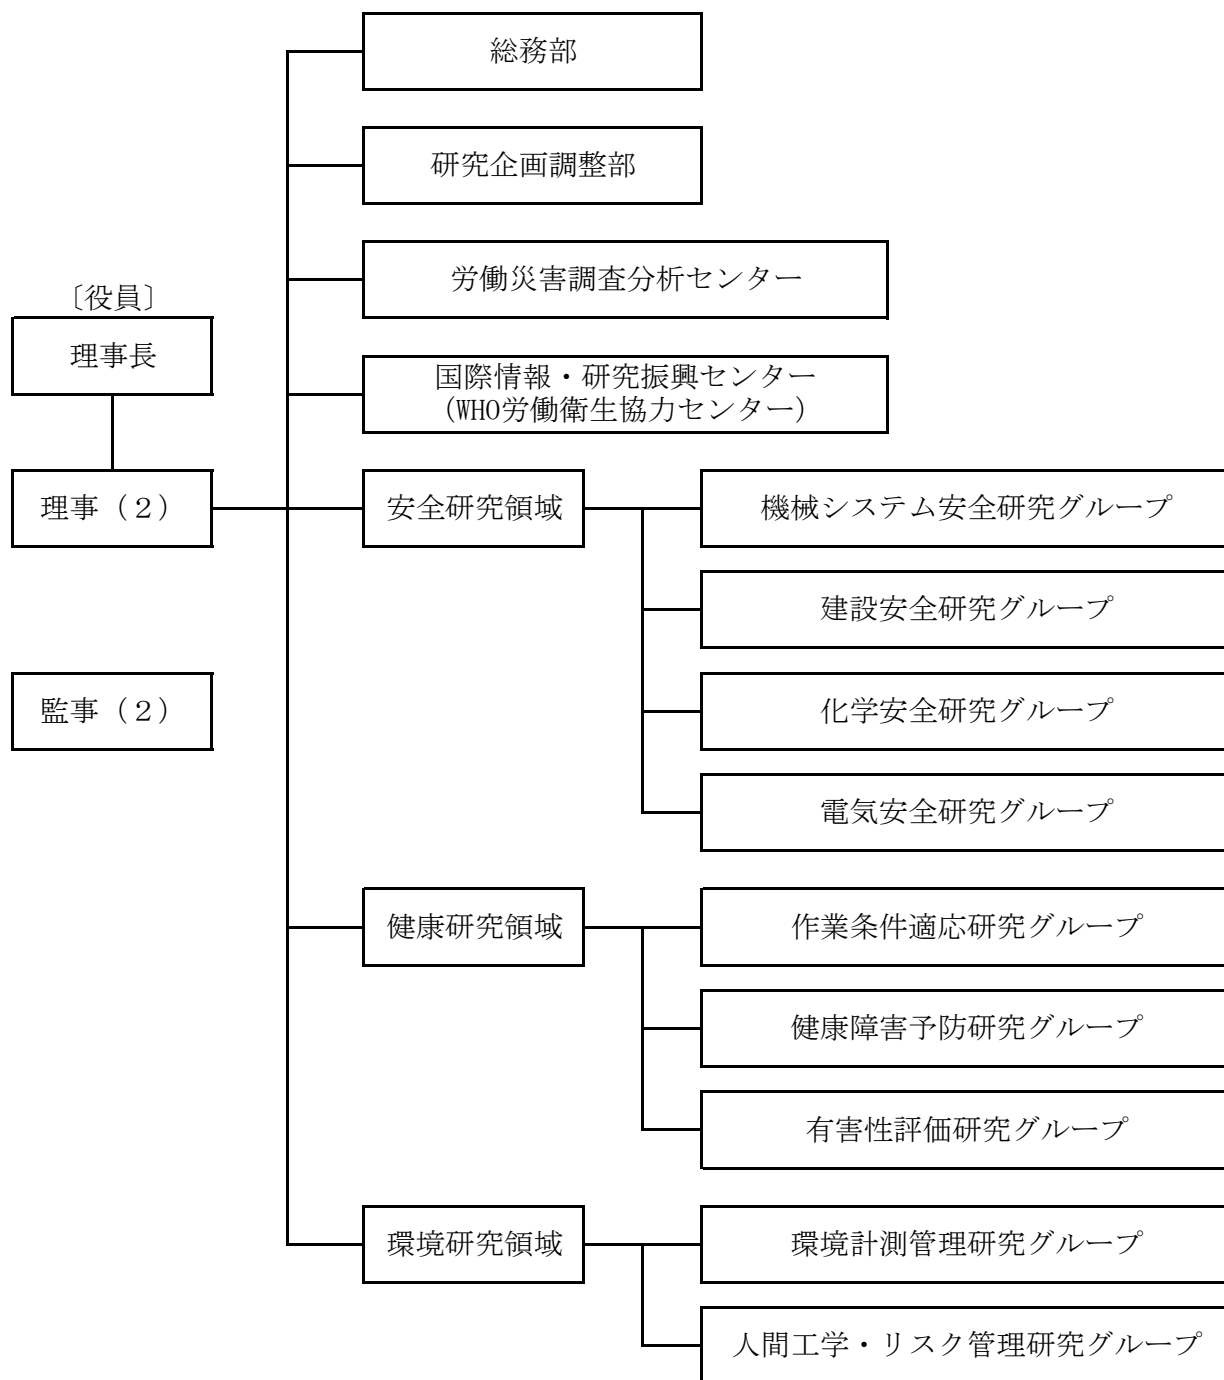 総務部
研究企画調整部
労働災害調査分析センター
〔役員〕
理事長
国際情報・研究振興センター
(WHO労働衛生協力センター)
理事（２）
安全研究領域
機械システム安全研究グループ
建設安全研究グループ
監事（２）
化学安全研究グループ
電気安全研究グループ
健康研究領域
作業条件適応研究グループ
健康障害予防研究グループ
有害性評価研究グループ
環境研究領域
環境計測管理研究グループ
人間工学・リスク管理研究グループ